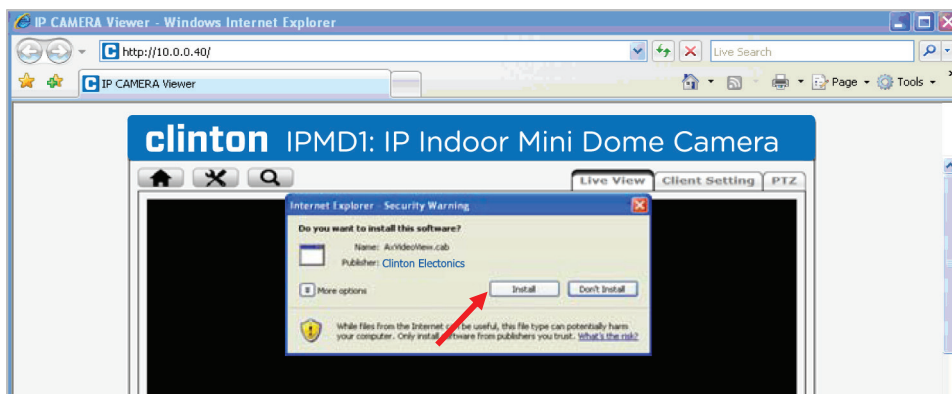 IP CAMERA Viewer - Windows Internet Explorer
http://10.0.0.40/
Live Search
IP CAMERA Viewer
Page
Tools
clinton IPMD1: IP Indoor Mini Dome Camera
Live View
Client Setting
PTZ
Internet Explorer - Security Warning
Do you want to install this software?
Name: AxVideoView.cab
Publisher: Clinton Electonics
More options
Install
Don't Install
While files from the Internet can be useful, this file type can potentially harm
your computer. Only install software from publishers you trust. What's the risk?